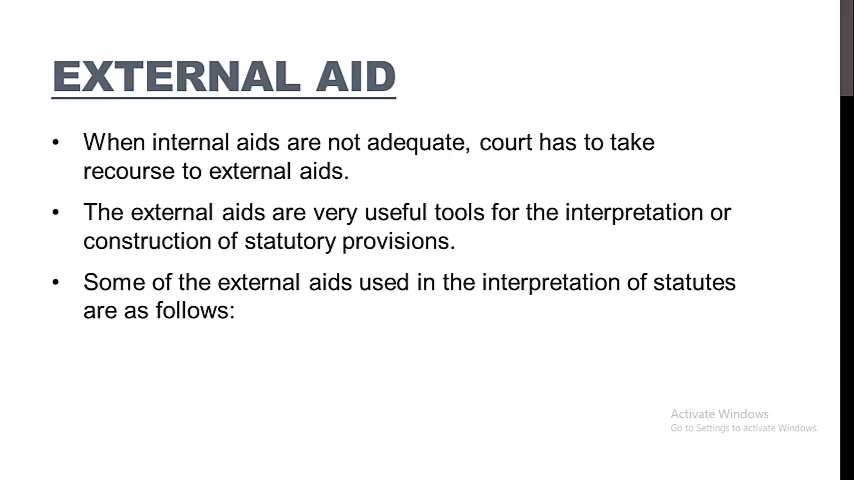 EXTERNAL AID
• When internal aids are not adequate, court has to take
recourse to external aids.
• The external aids are very useful tools for the interpretation or
construction of statutory provisions.
• Some of the external aids used in the interpretation of statutes
are as follows:
Activate Windows
Go to Settings to activate Windows.